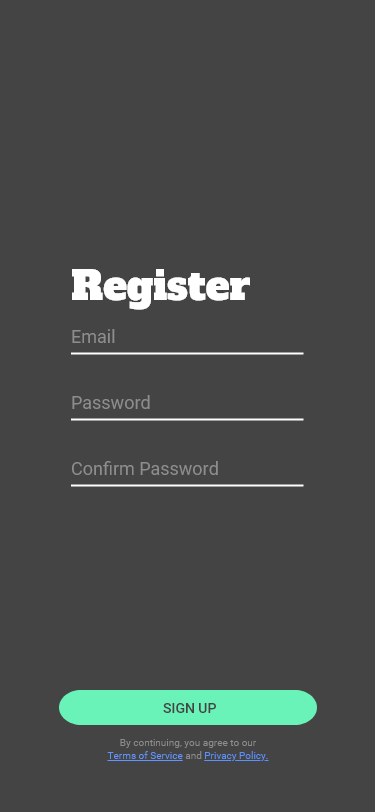 Register
Email
Password
Confirm Password
SIGN UP
By continuing, you agree to our
Terms of Service and Privacy Policy.